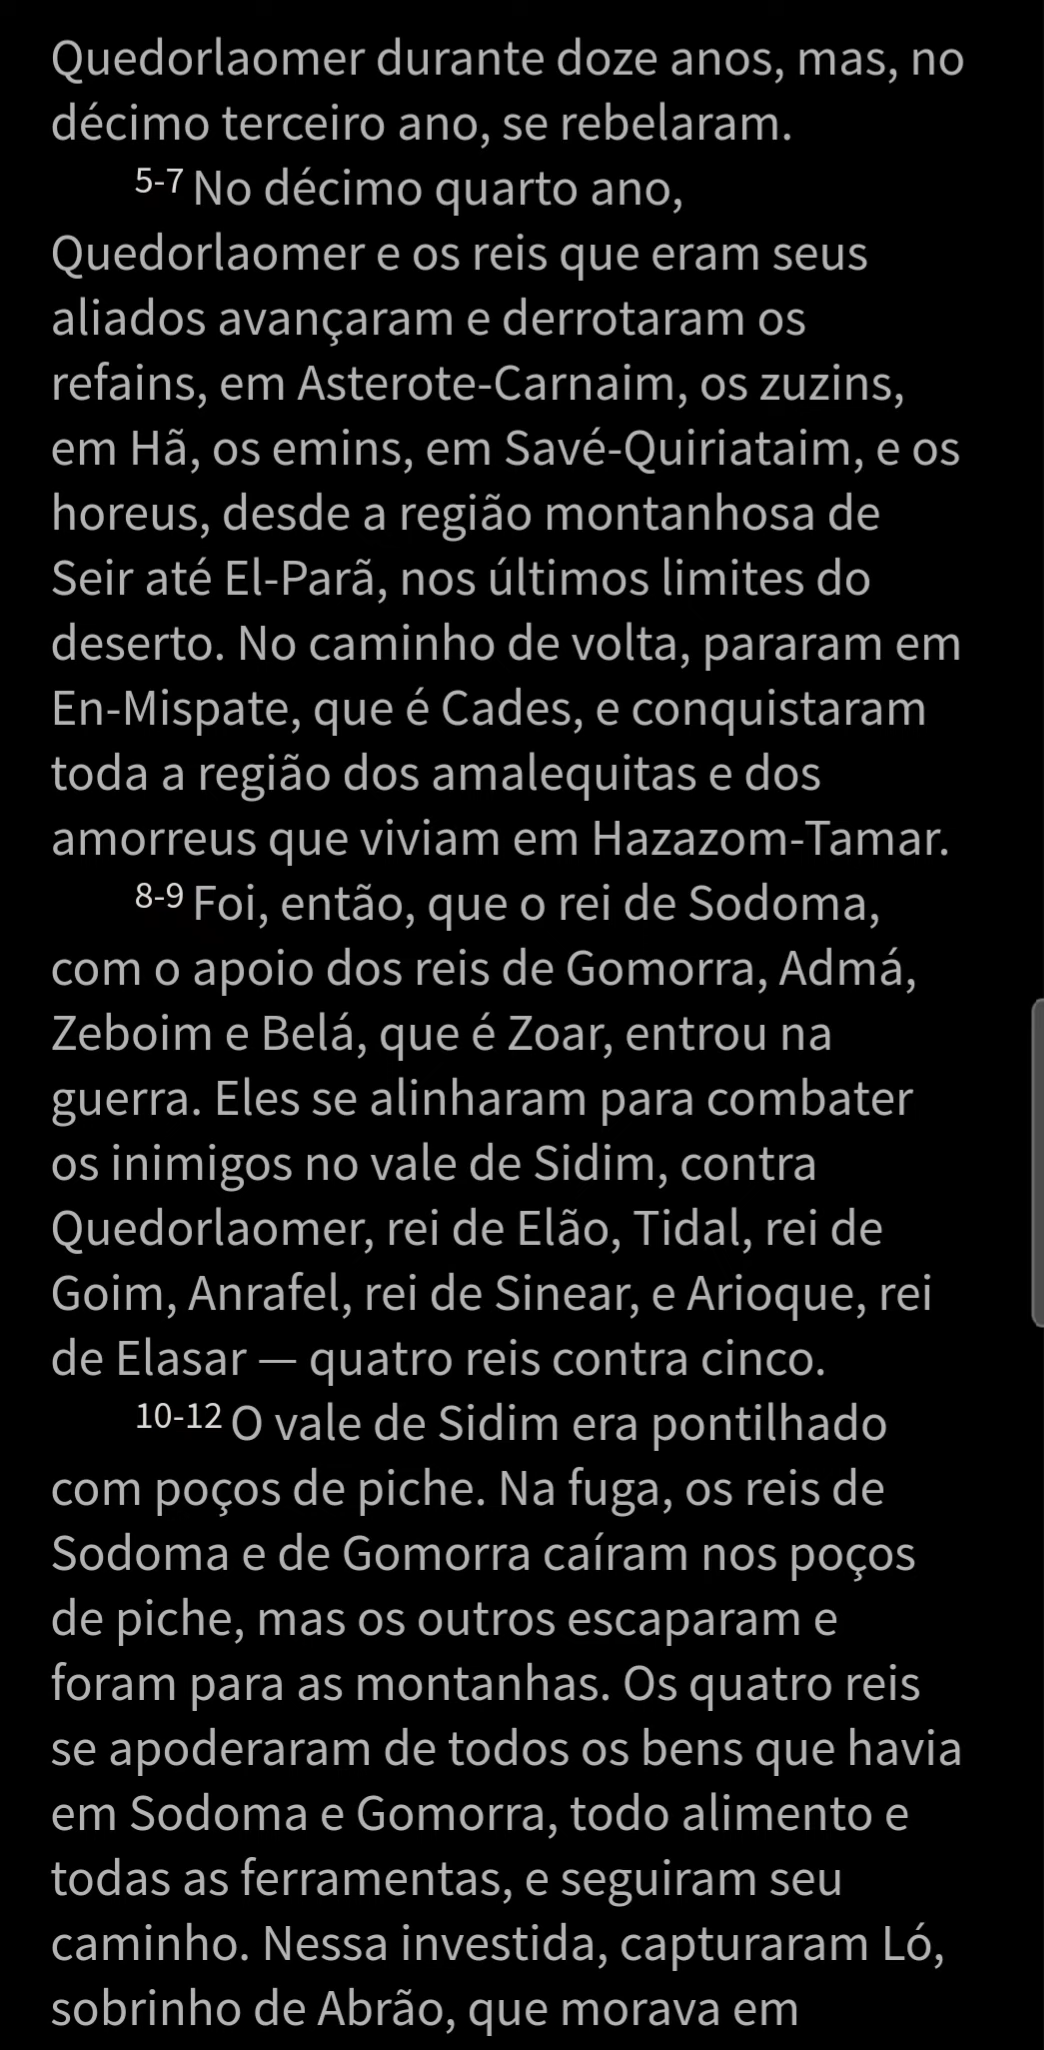 Quedorlaomer durante doze anos, mas, no
décimo terceiro ano, se rebelaram.
5-7 No décimo quarto ano,
Quedorlaomer e os reis que eram seus
aliados avançaram e derrotaram os
refains, em Asterote-Carnaim, os zuzins,
em Hã, os emins, em Savé-Quiriataim, e os
horeus, desde a região montanhosa de
Seir até El-Parã, nos últimos limites do
deserto. No caminho de volta, pararam em
En-Mispate, que é Cades, e conquistaram
toda a região dos amalequitas e dos
amorreus que viviam em Hazazom-Tamar.
8-9 Foi, então, que o rei de Sodoma,
com o apoio dos reis de Gomorra, Admá,
Zeboim e Belá, que é Zoar, entrou na
guerra. Eles se alinharam para combater
os inimigos no vale de Sidim, contra
Quedorlaomer, rei de Elão, Tidal, rei de
Goim, Anrafel, rei de Sinear, e Arioque, rei
de Elasar — quatro reis contra cinco.
10-12 O vale de Sidim era pontilhado
com poços de piche. Na fuga, os reis de
Sodoma e de Gomorra caíram nos poços
de piche, mas os outros escaparam e
foram para as montanhas. Os quatro reis
se apoderaram de todos os bens que havia
em Sodoma e Gomorra, todo alimento e
todas as ferramentas, e seguiram seu
caminho. Nessa investida, capturaram Ló,
sobrinho de Abrão, que morava em